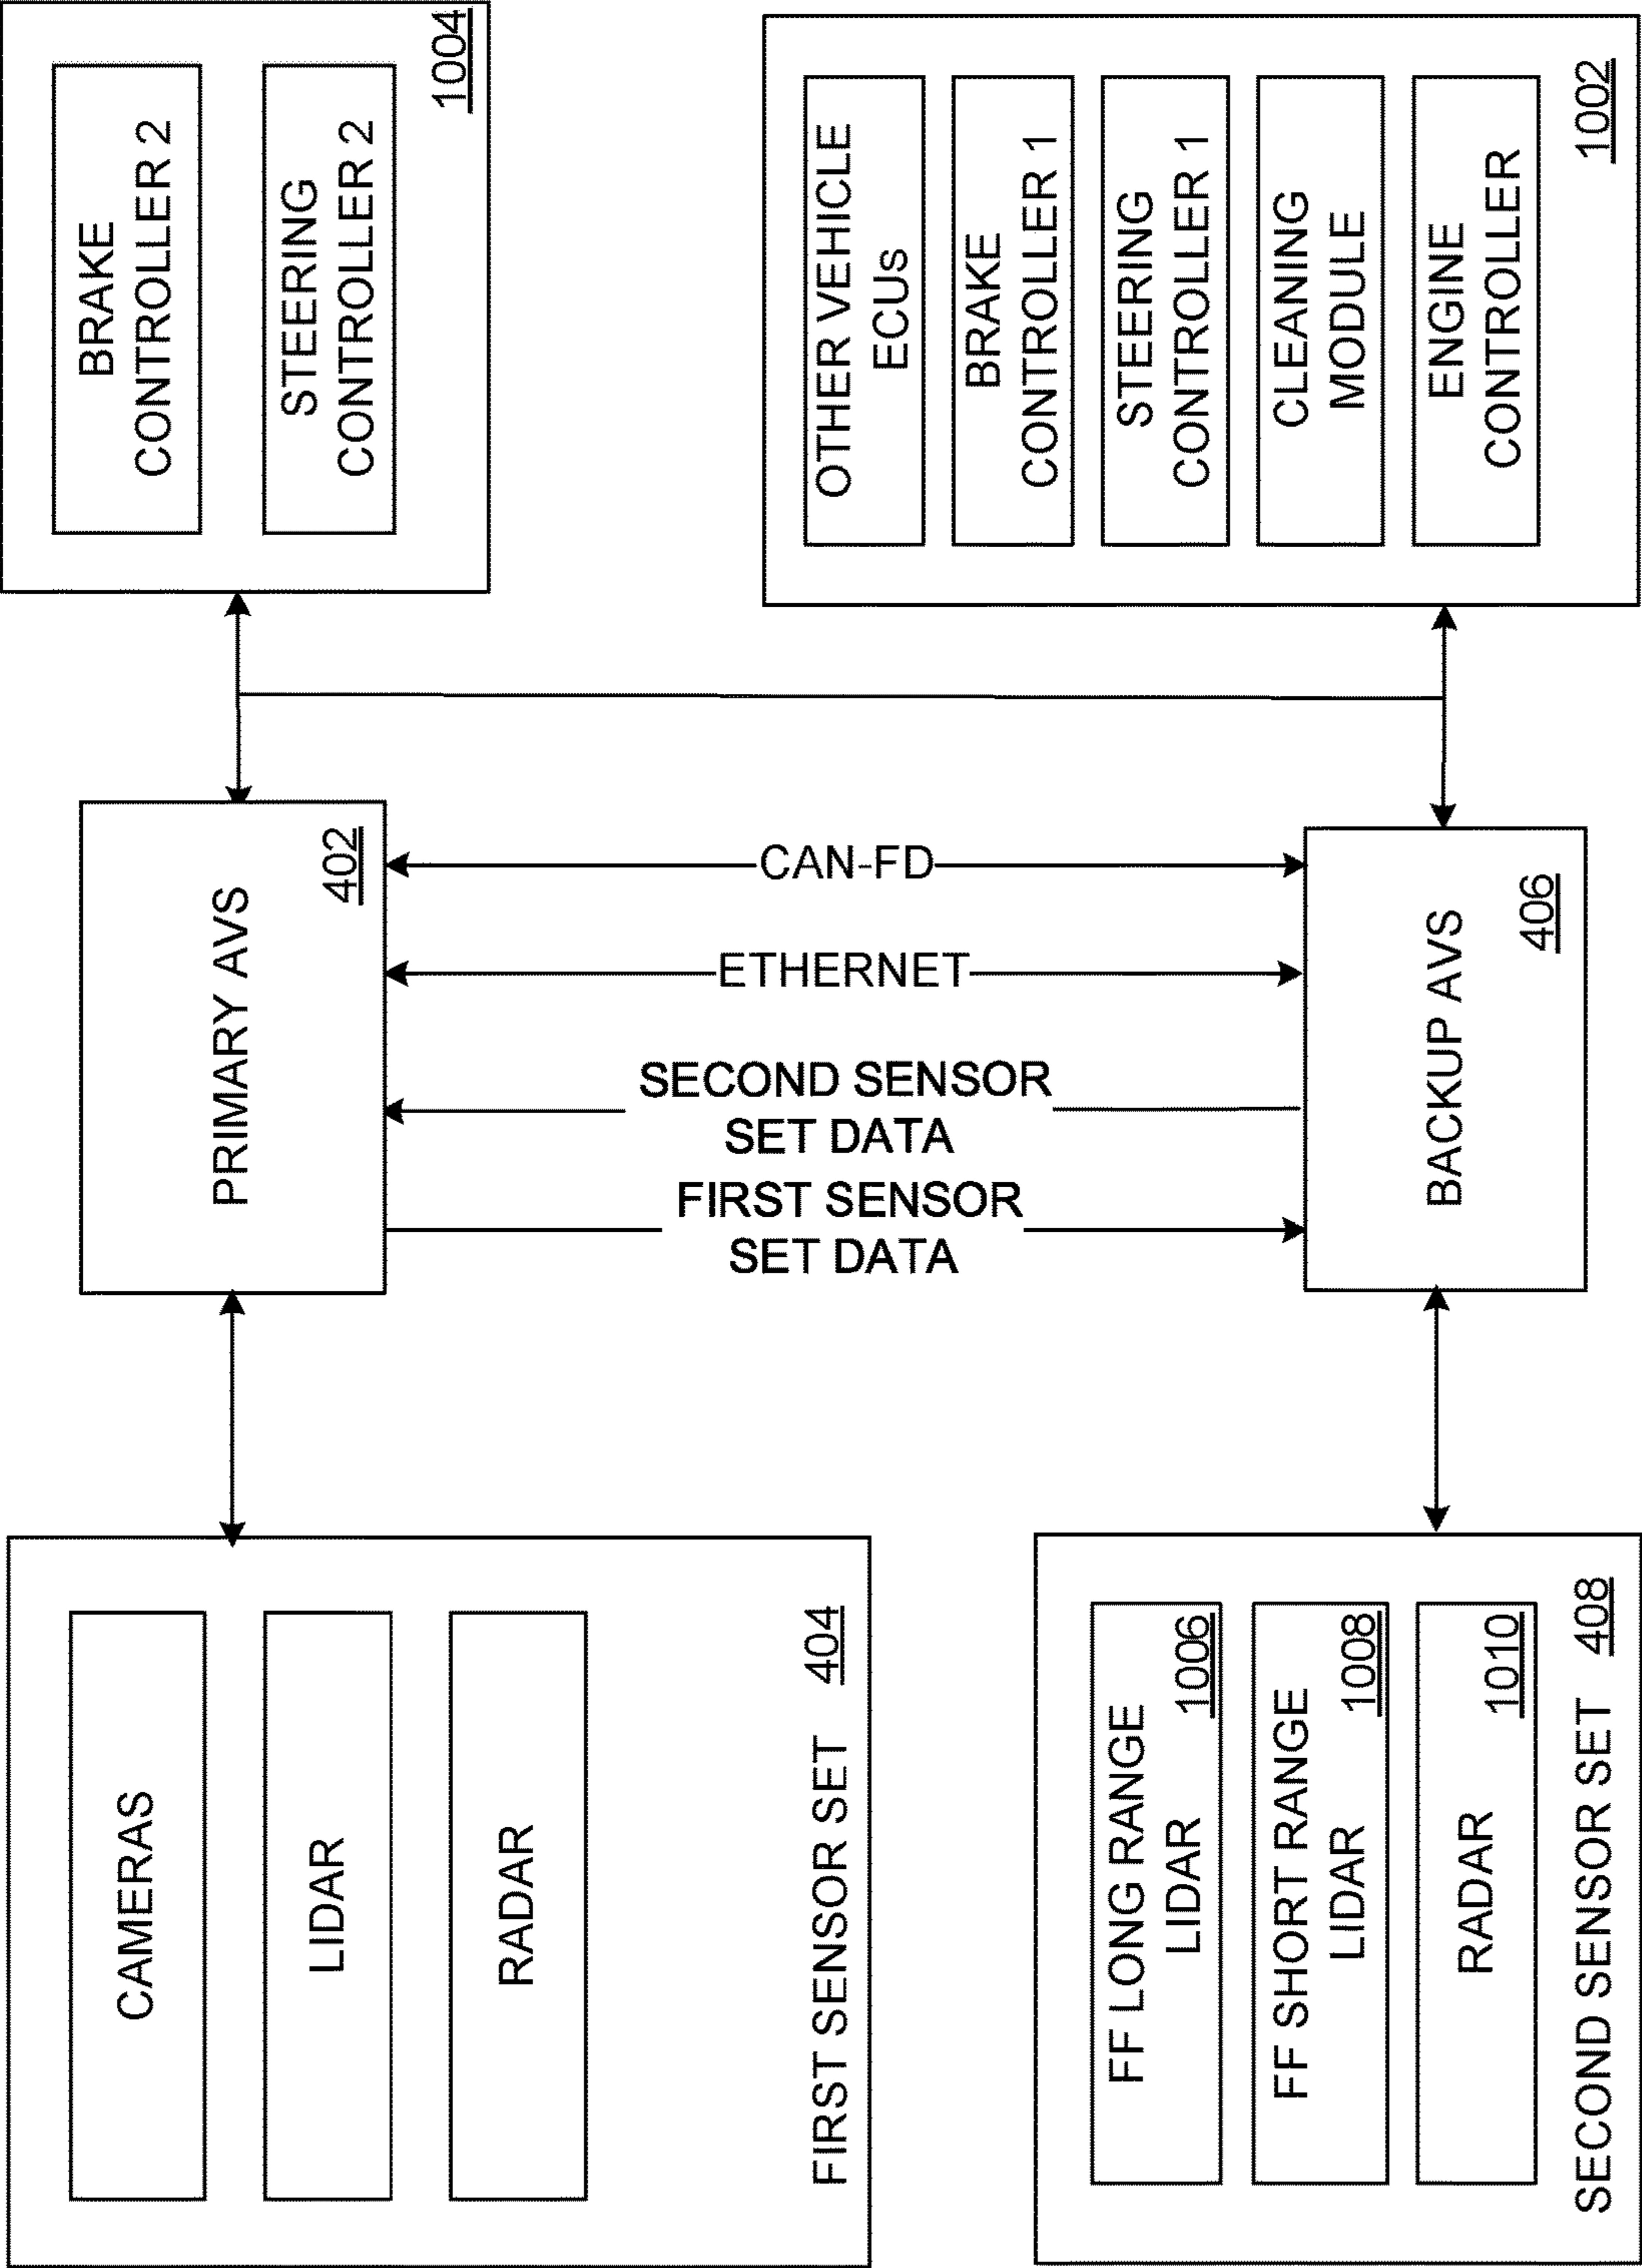 BRAKE
CONTROLLER 2
STEERING
CONTROLLER 2
1004
OTHER VEHICLE
ECUs
BRAKE
CONTROLLER 1
STEERING
CONTROLLER 1
CLEANING
MODULE
ENGINE
CONTROLLER
1002
PRIMARY AVS
402
CAN-FD
ETHERNET
SECOND SENSOR
SET DATA
FIRST SENSOR
SET DATA
BACKUP AVS
406
CAMERAS
LIDAR
RADAR
FIRST SENSOR SET 404
FF LONG RANGE
LIDAR 1006
FF SHORT RANGE
LIDAR 1008
RADAR 1010
SECOND SENSOR SET 408